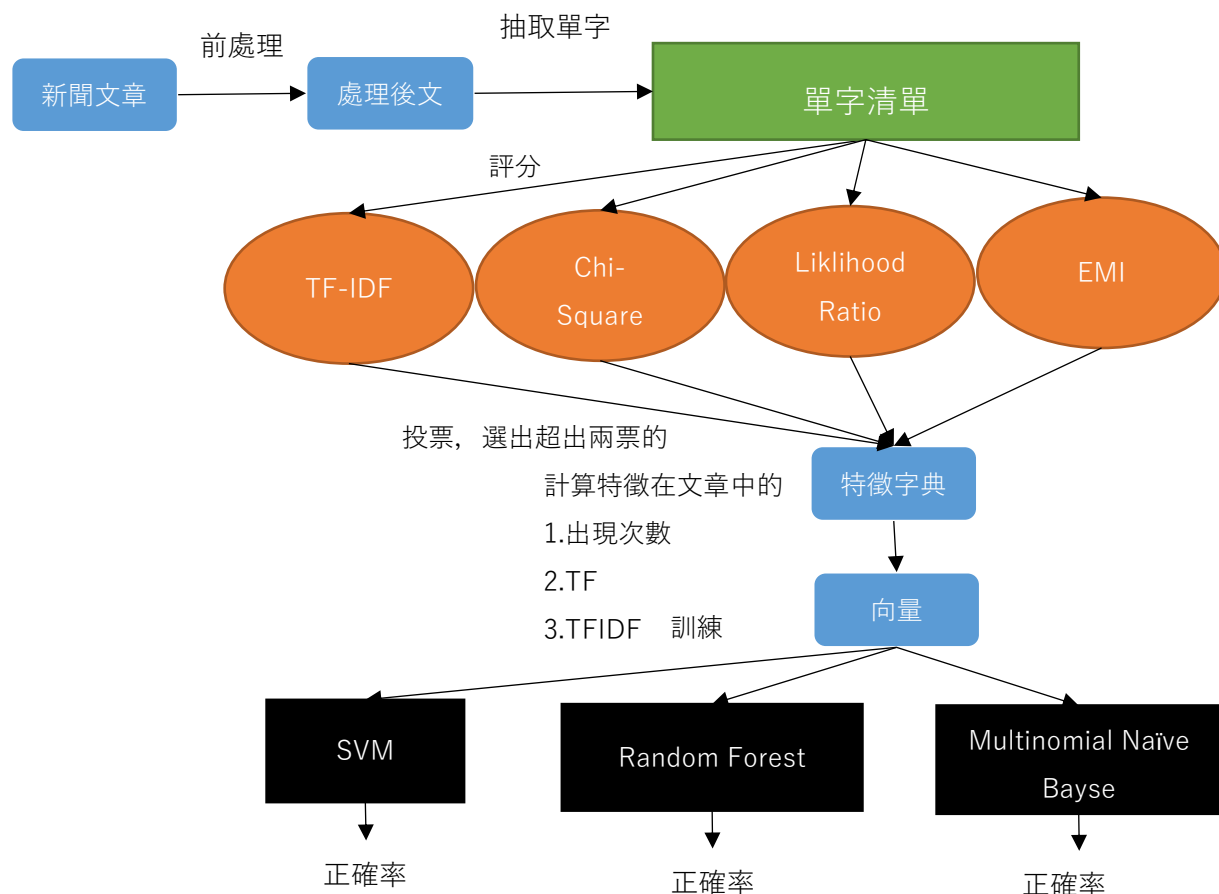 前處理
抽取單字
新聞文章
處理後文
單字清單
評分
TF-IDF
Chi-
Square
Liklihood
Ratio
EMI
投票，選出超出兩票的
計算特徵在文章中的
1.出現次數
2.TF
3.TFIDF 訓練
特徵字典
向量
SVM
Random Forest
Multinomial Naïve
Bayse
正確率
正確率
正確率